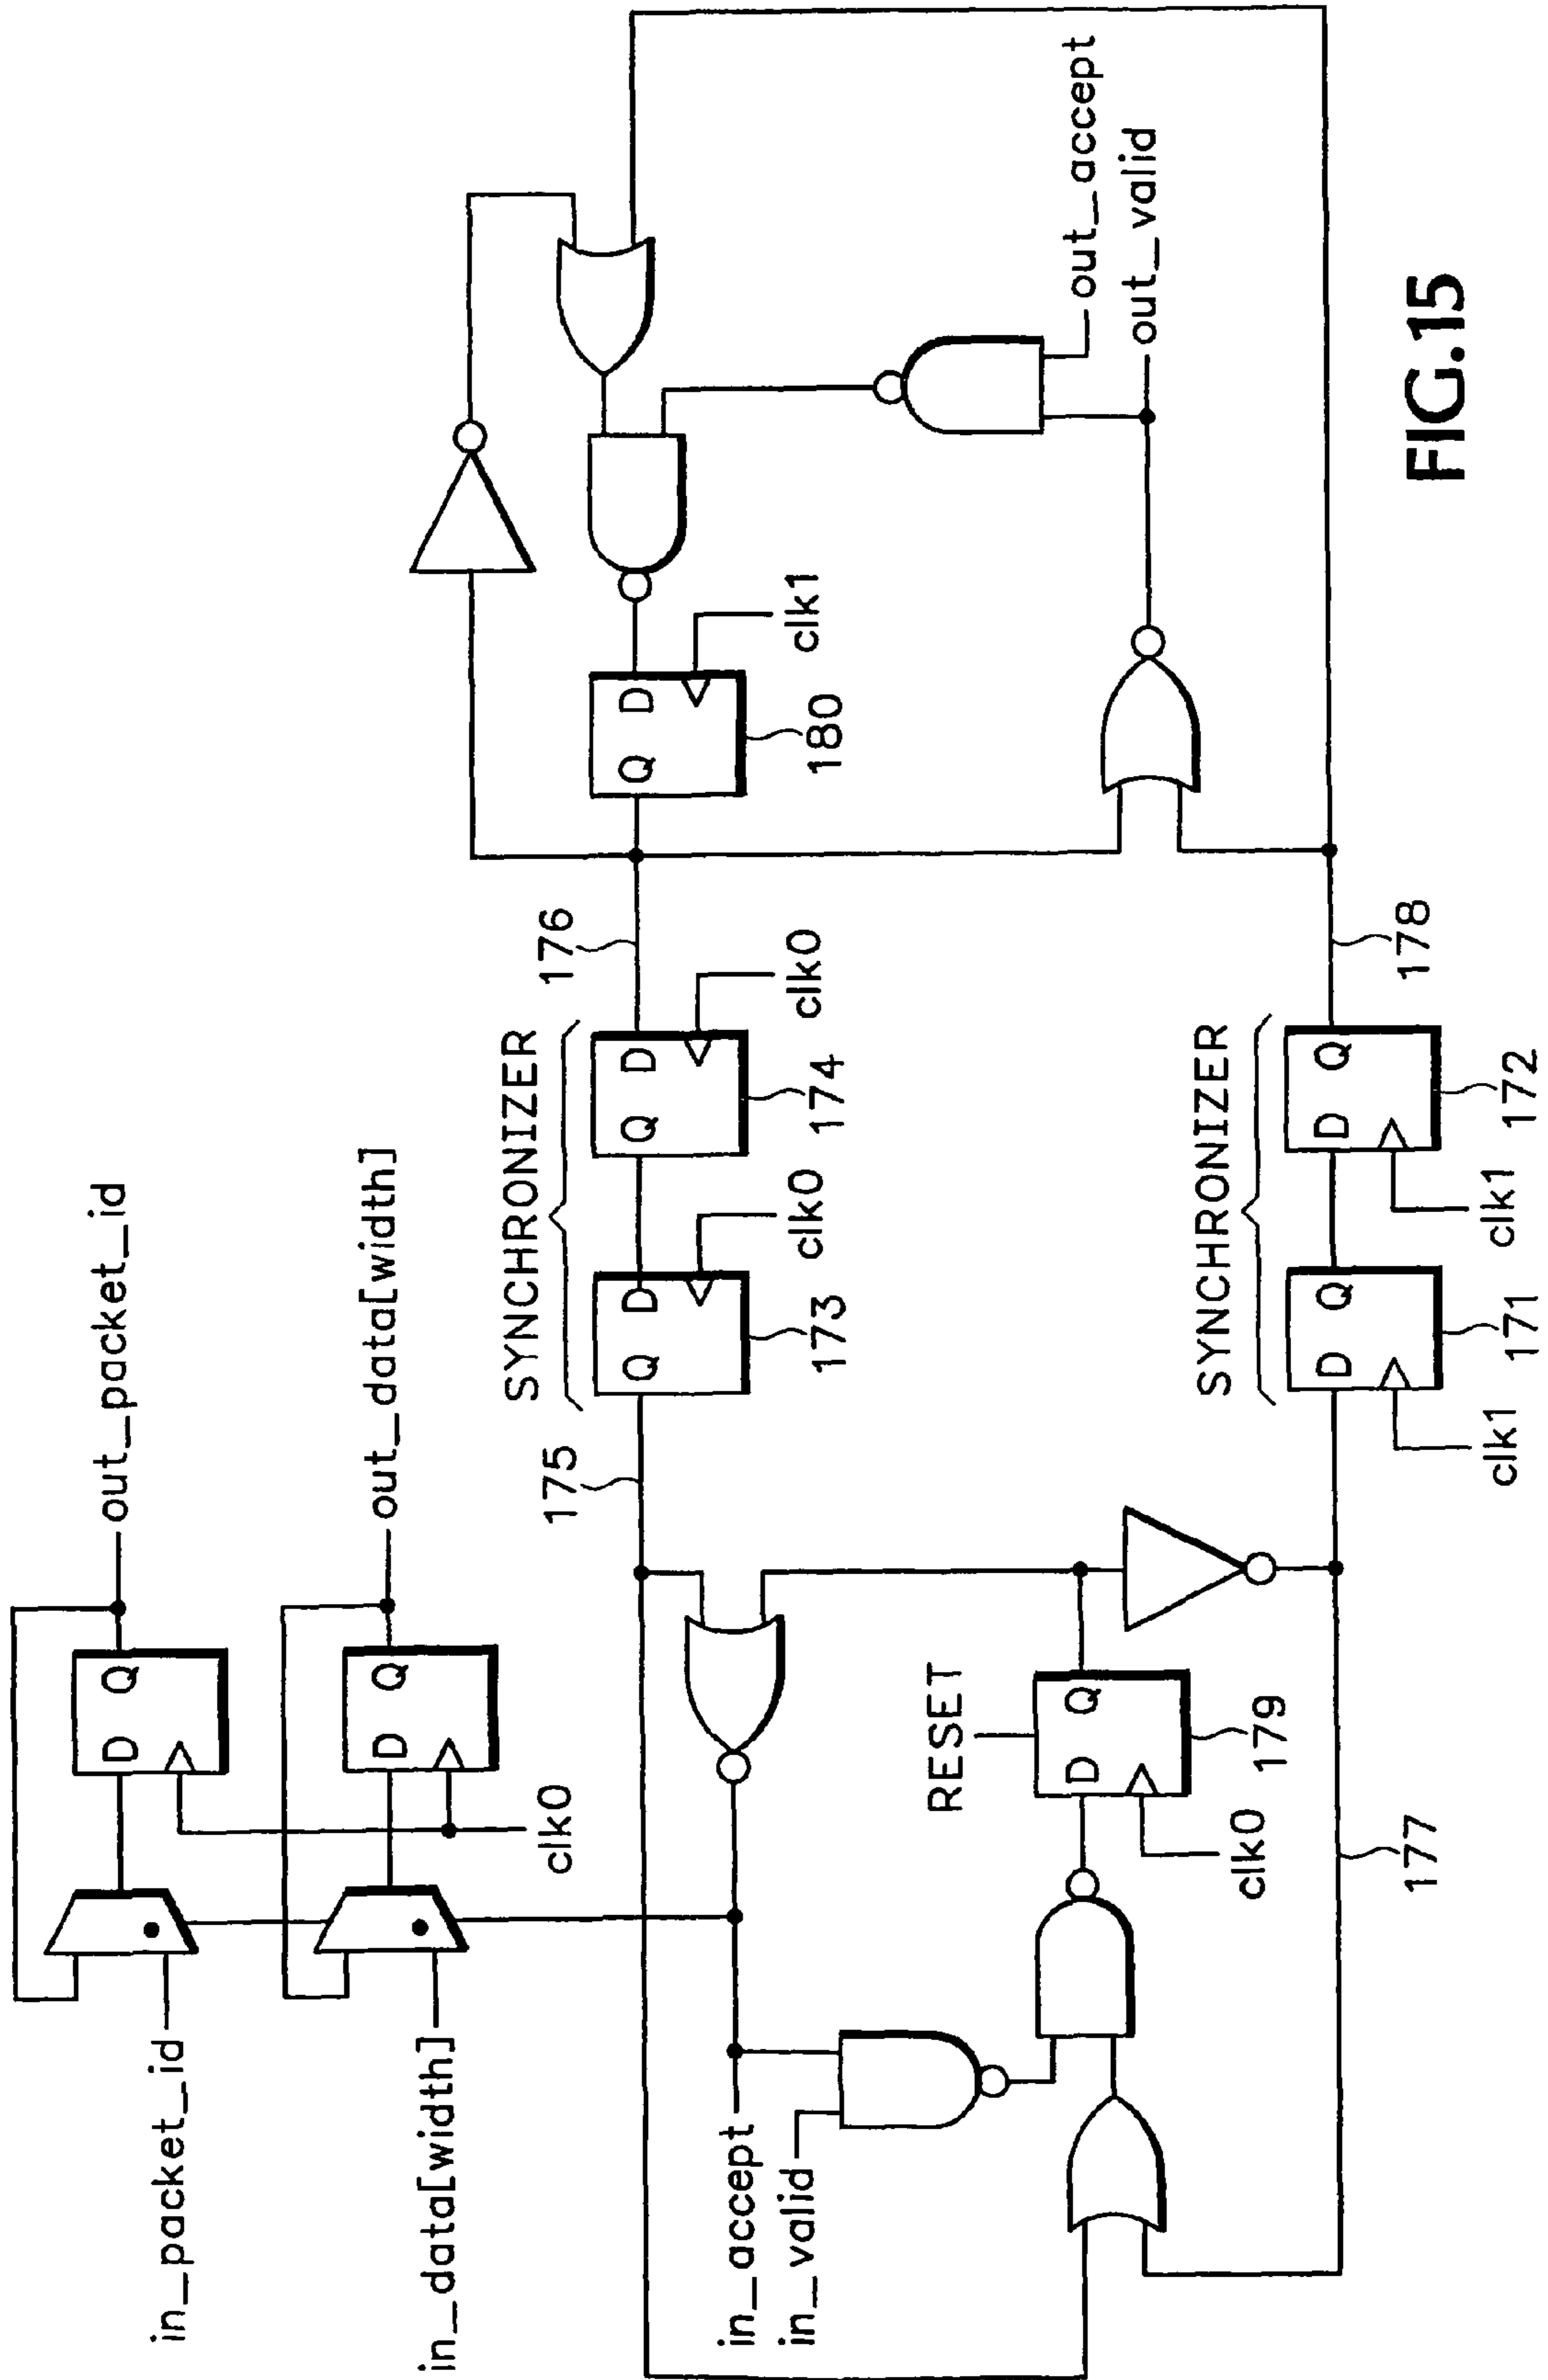 in_packet_id
D Q
out_packet_id
in_data[width]
D Q
out_data[width]
clk0
in_accept
in_valid
RESET
D Q
clk0
179
177
175
SYNCHRONIZER
Q D
clk0
173
Q D
clk0
174
176
Q D
clk1
180
out_accept
out_valid
SYNCHRONIZER
D Q
clk1
171
D Q
clk1
172
178
FIG.15